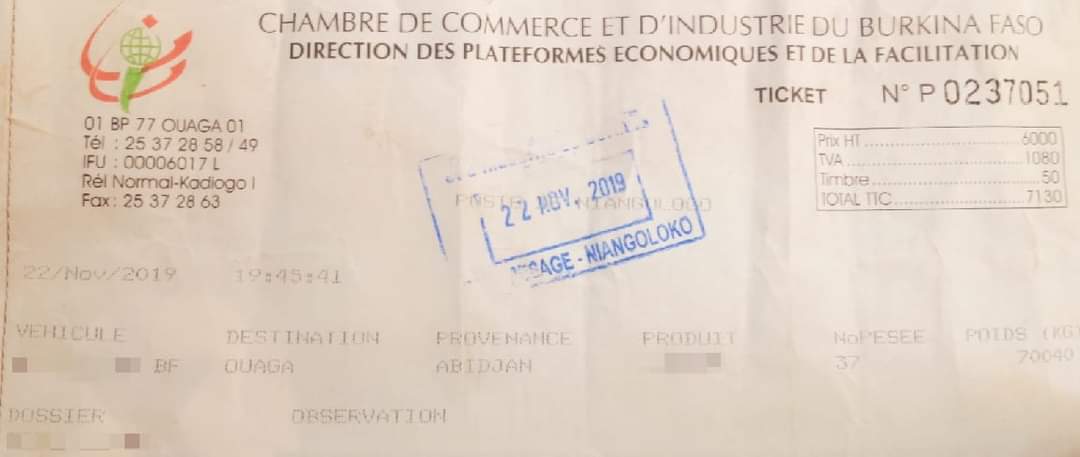 CHAMBRE DE COMMERCE ET D'INDUSTRIE DU BURKINA FASO
DIRECTION DES PLATEFORMES ECONOMIQUES ET DE LA FACILITATION
TICKET N° P 0237051
01 BP 77 OUAGA 01
Tél : 25 37 28 58 / 49
IFU : 00006017 L
Rél Normal-Kadiogo I
Fax : 25 37 28 63
Prix HT 6000
TVA 1080
Timbre 50
TOTAL TTC 7130
POSTE NIANGOLOGO
22 NOV. 2019
NIANGOLOKO
22/Nov/2019 19:45:41
VEHICULE DESTINATION PROVENANCE PRODUIT NoPESEE POIDS (KG)
BF OUAGA ABIDJAN 37 70040
DOSSIER OBSERVATION